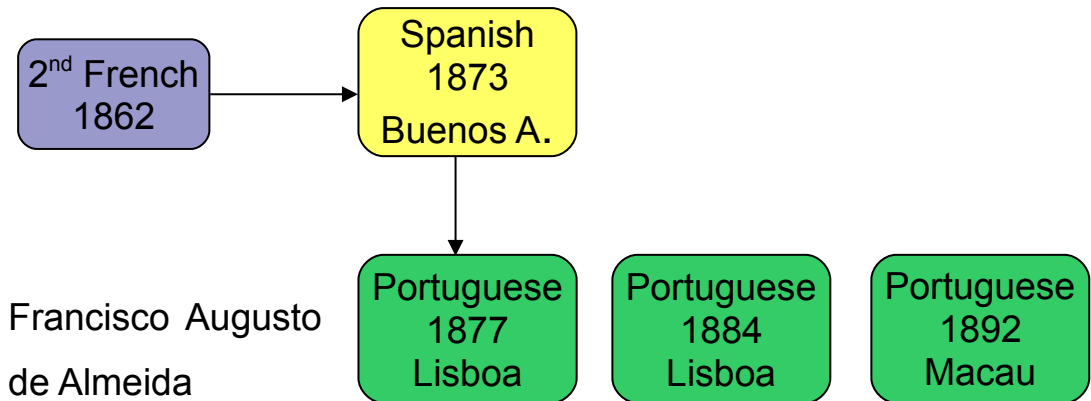 2nd French
1862
Spanish
1873
Buenos A.
Francisco Augusto
de Almeida
Portuguese
1877
Lisboa
Portuguese
1884
Lisboa
Portuguese
1892
Macau